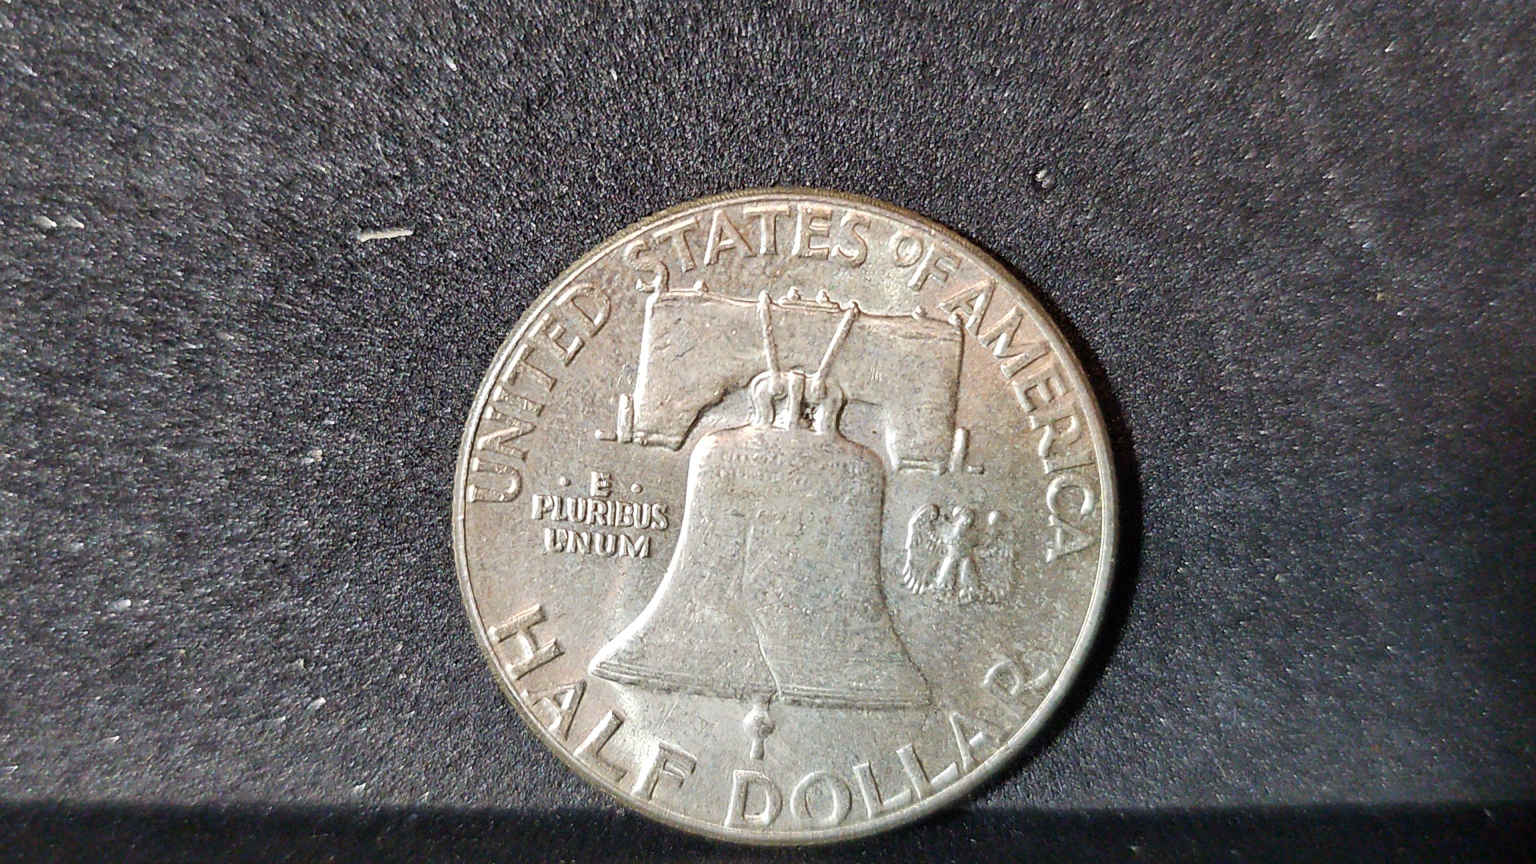 UNITED STATES OF AMERICA
· E ·
PLURIBUS
UNUM
HALF DOLLAR